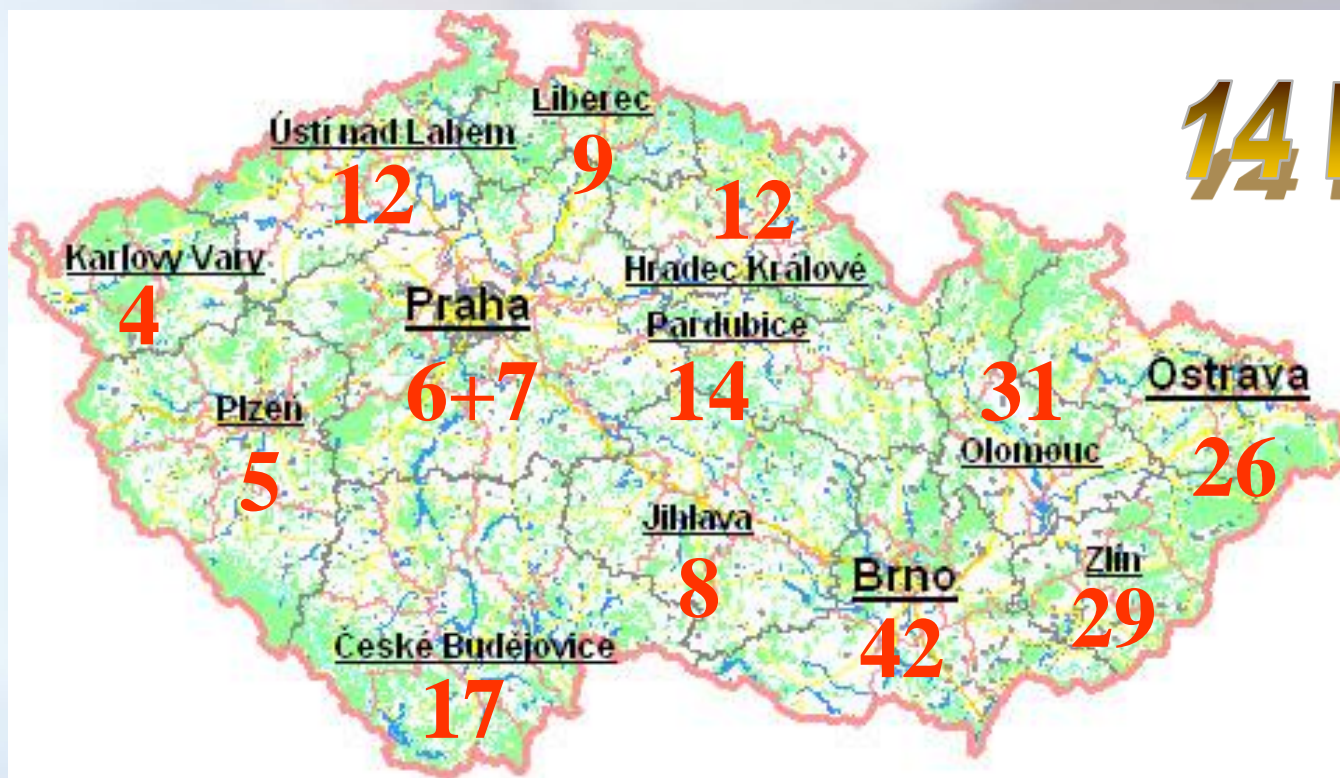 14
Liberec
9
Ústí nad Labem
12
12
Karlovy Vary
4
Hradec Králové
Praha
6+7
Pardubice
14
Plzeň
5
31
Olomouc
Ostrava
26
Jihlava
8
Brno
42
Zlín
29
České Budějovice
17